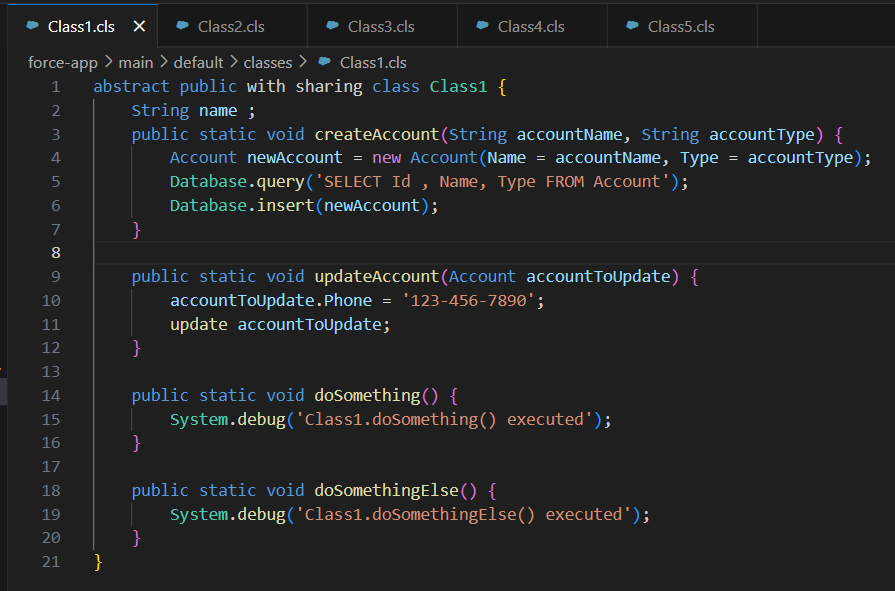 Class1.cls Class2.cls Class3.cls Class4.cls Class5.cls
force-app > main > default > classes > Class1.cls
1 abstract public with sharing class Class1 {
2 String name ;
3 public static void createAccount(String accountName, String accountType) {
4 Account newAccount = new Account(Name = accountName, Type = accountType);
5 Database.query('SELECT Id , Name, Type FROM Account');
6 Database.insert(newAccount);
7 }
8
9 public static void updateAccount(Account accountToUpdate) {
10 accountToUpdate.Phone = '123-456-7890';
11 update accountToUpdate;
12 }
13
14 public static void doSomething() {
15 System.debug('Class1.doSomething() executed');
16 }
17
18 public static void doSomethingElse() {
19 System.debug('Class1.doSomethingElse() executed');
20 }
21 }